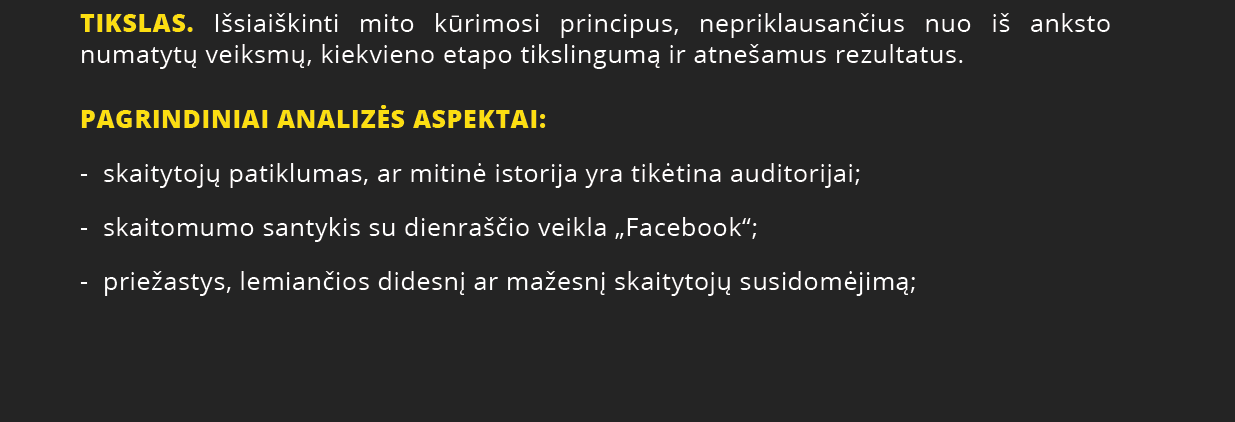 TIKSLAS. Išsiaiškinti mito kūrimosi principus, nepriklausančius nuo iš anksto
numatytų veiksmų, kiekvieno etapo tikslingumą ir atnešamus rezultatus.
PAGRINDINIAI ANALIZĖS ASPEKTAI:
- skaitytojų patiklumas, ar mitinė istorija yra tikėtina auditorijai;
- skaitomumo santykis su dienraščio veikla „Facebook“;
- priežastys, lemiančios didesnį ar mažesnį skaitytojų susidomėjimą;